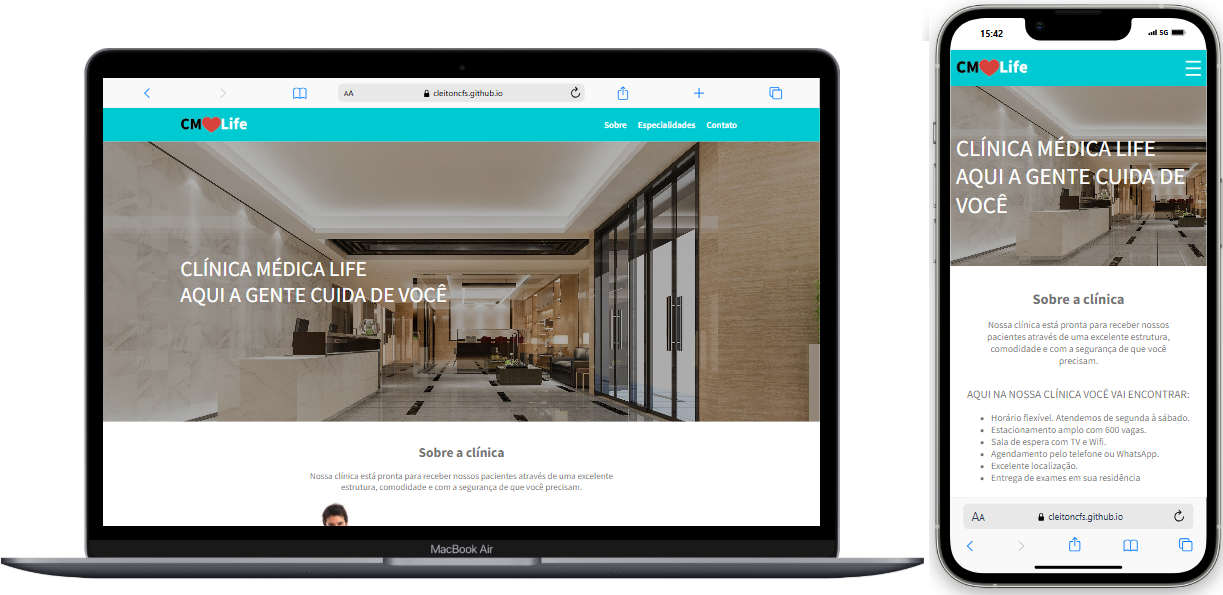 AA
cleitoncfs.github.io
CM Life
Sobre Especialidades Contato
CLÍNICA MÉDICA LIFE
AQUI A GENTE CUIDA DE VOCÊ
Sobre a clínica
Nossa clínica está pronta para receber nossos pacientes através de uma excelente
estrutura, comodidade e com a segurança de que você precisam.
MacBook Air
15:42
5G
CM Life
CLÍNICA MÉDICA LIFE
AQUI A GENTE CUIDA DE
VOCÊ
Sobre a clínica
Nossa clínica está pronta para receber nossos
pacientes através de uma excelente estrutura,
comodidade e com a segurança de que você
precisam.
AQUI NA NOSSA CLÍNICA VOCÊ VAI ENCONTRAR:
• Horário flexível. Atendemos de segunda à sábado.
• Estacionamento amplo com 600 vagas.
• Sala de espera com TV e Wifi.
• Agendamento pelo telefone ou WhatsApp.
• Excelente localização.
• Entrega de exames em sua residência
AA
cleitoncfs.github.io